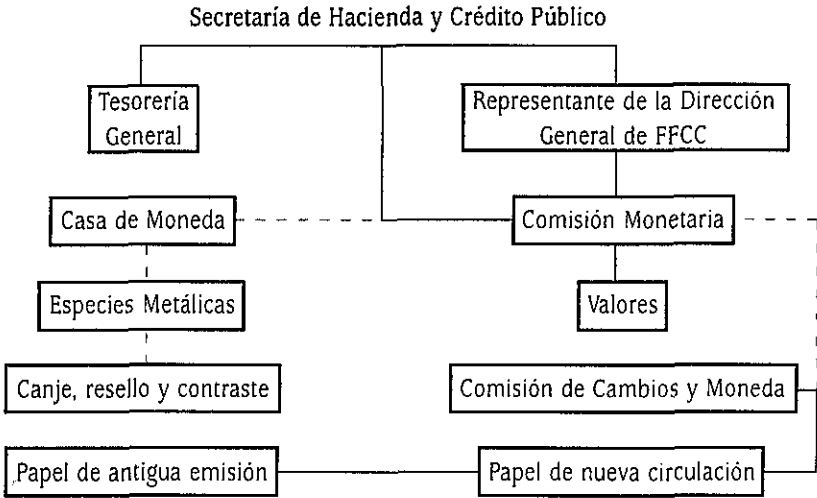 Secretaría de Hacienda y Crédito Público
Tesorería
General
Representante de la Dirección
General de FFCC
Casa de Moneda
Comisión Monetaria
Especies Metálicas
Valores
Canje, resello y contraste
Comisión de Cambios y Moneda
Papel de antigua emisión
Papel de nueva circulación